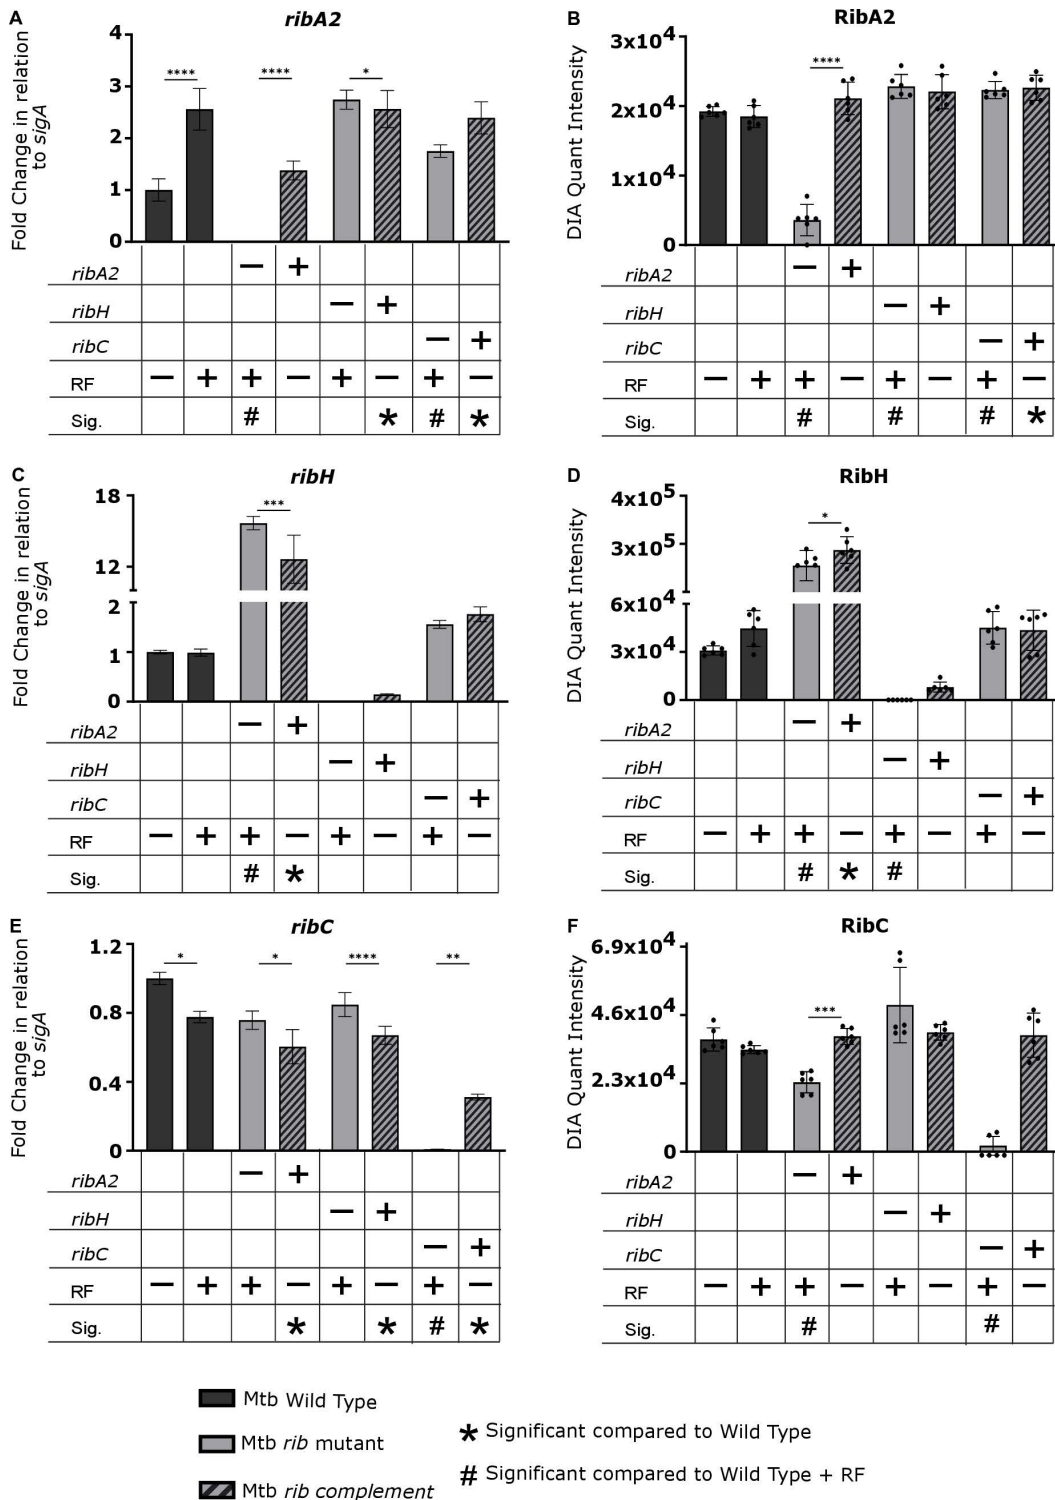 A
ribA2
Fold Change in relation
to sigA
4
3
2
1
0
****
****
*
ribA2 — +
ribH — +
ribC — +
RF — + + — + — + —
Sig. # * # *
B
RibA2
DIA Quant Intensity
3x10⁴
2x10⁴
1x10⁴
0
****
ribA2 — +
ribH — +
ribC — +
RF — + + — + — + —
Sig. # # # *
C
ribH
Fold Change in relation
to sigA
18
12
2
1
0
***
ribA2 — +
ribH — +
ribC — +
RF — + + — + — + —
Sig. # *
D
RibH
DIA Quant Intensity
4x10⁵
3x10⁵
6x10⁴
3x10⁴
0
*
ribA2 — +
ribH — +
ribC — +
RF — + + — + — + —
Sig. # * #
E
ribC
Fold Change in relation
to sigA
1.2
0.8
0.4
0
*
*
****
**
ribA2 — +
ribH — +
ribC — +
RF — + + — + — + —
Sig. * * # *
F
RibC
DIA Quant Intensity
6.9x10⁴
4.6x10⁴
2.3x10⁴
0
***
ribA2 — +
ribH — +
ribC — +
RF — + + — + — + —
Sig. # #
Mtb Wild Type
Mtb rib mutant
Mtb rib complement
* Significant compared to Wild Type
# Significant compared to Wild Type + RF